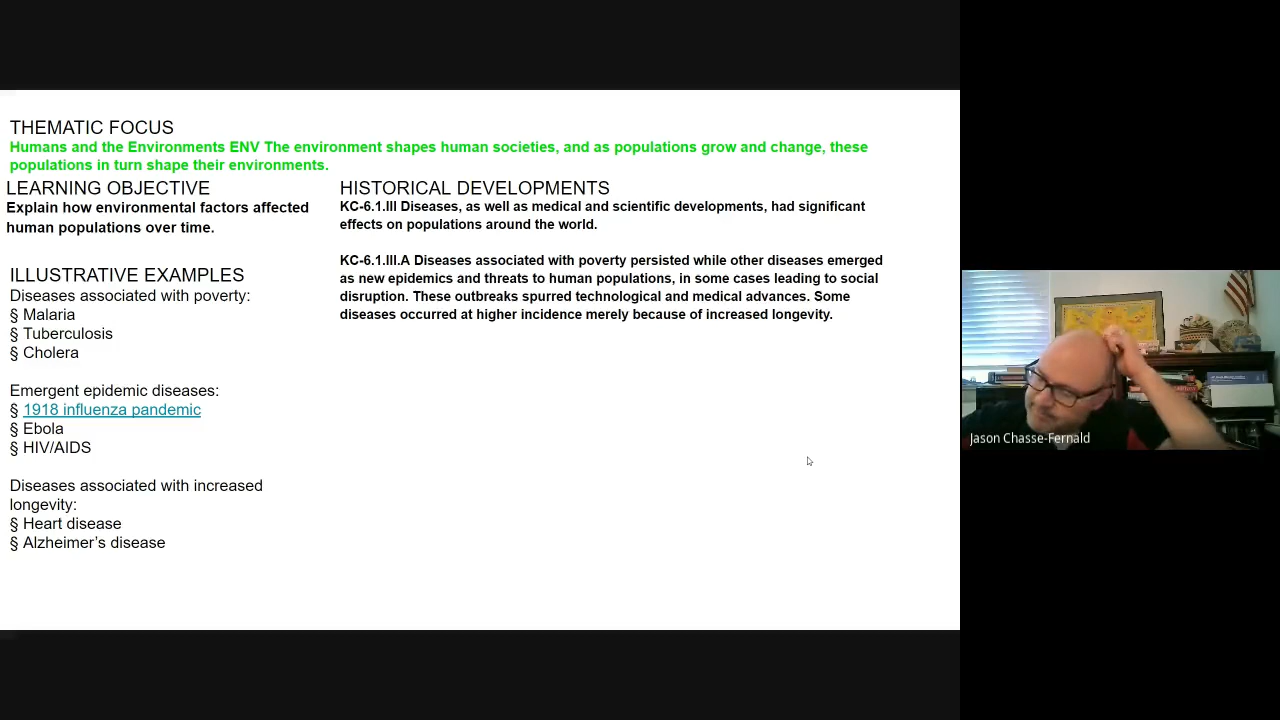 THEMATIC FOCUS
Humans and the Environments ENV The environment shapes human societies, and as populations grow and change, these
populations in turn shape their environments.
LEARNING OBJECTIVE
Explain how environmental factors affected
human populations over time.
ILLUSTRATIVE EXAMPLES
Diseases associated with poverty:
§ Malaria
§ Tuberculosis
§ Cholera
Emergent epidemic diseases:
§ 1918 influenza pandemic
§ Ebola
§ HIV/AIDS
Diseases associated with increased
longevity:
§ Heart disease
§ Alzheimer’s disease
HISTORICAL DEVELOPMENTS
KC-6.1.III Diseases, as well as medical and scientific developments, had significant
effects on populations around the world.
KC-6.1.III.A Diseases associated with poverty persisted while other diseases emerged
as new epidemics and threats to human populations, in some cases leading to social
disruption. These outbreaks spurred technological and medical advances. Some
diseases occurred at higher incidence merely because of increased longevity.
Jason Chasse-Fernald